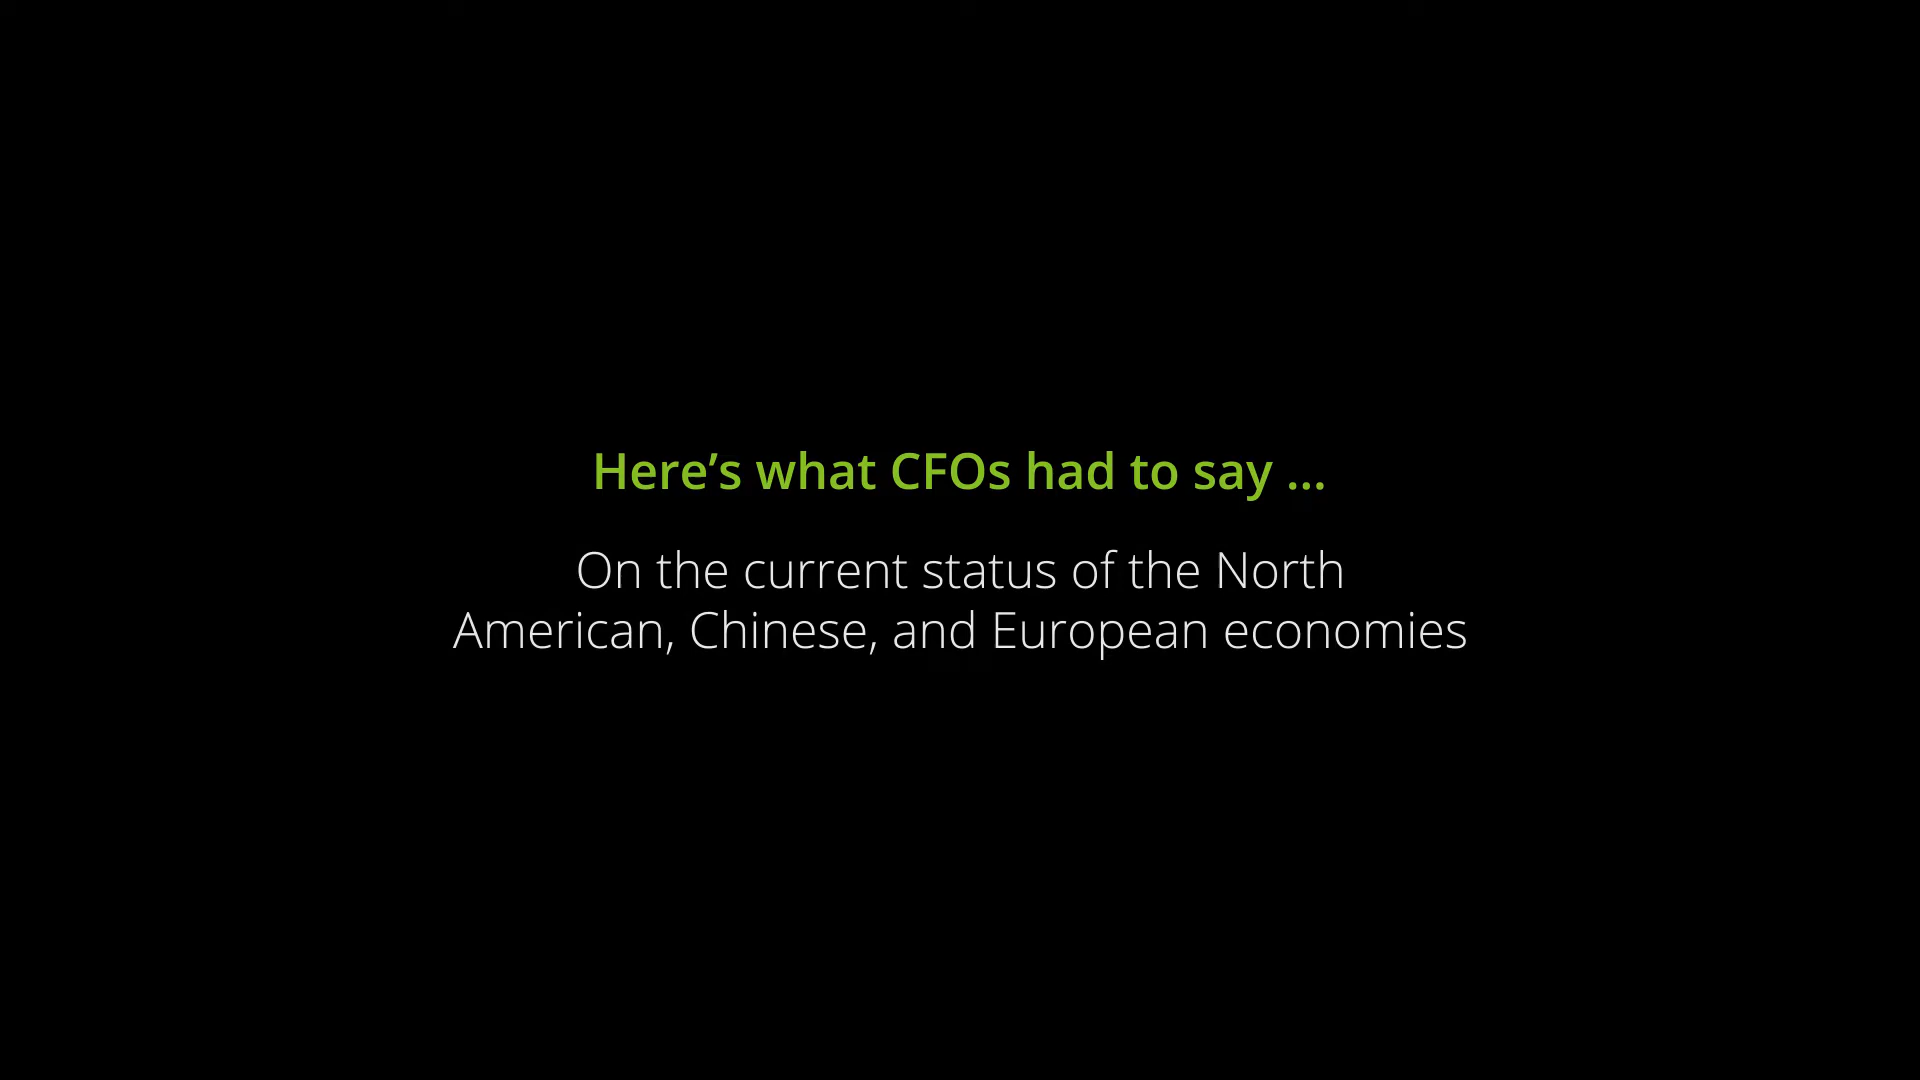 Here’s what CFOs had to say ...
On the current status of the North
American, Chinese, and European economies